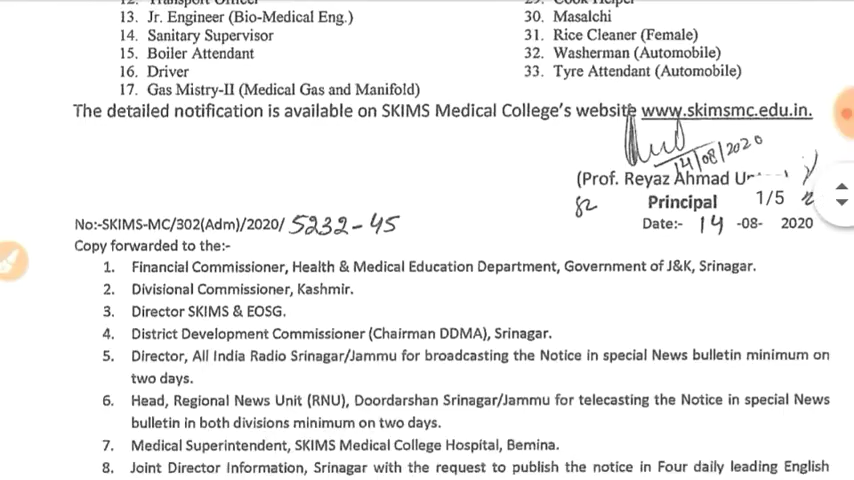 13. Jr. Engineer (Bio-Medical Eng.)
14. Sanitary Supervisor
15. Boiler Attendant
16. Driver
17. Gas Mistry-II (Medical Gas and Manifold)
30. Masalchi
31. Rice Cleaner (Female)
32. Washerman (Automobile)
33. Tyre Attendant (Automobile)
The detailed notification is available on SKIMS Medical College's website www.skimsmc.edu.in.
14/08/2020
(Prof. Reyaz Ahmad
Principal 1/5
No:-SKIMS-MC/302(Adm)/2020/ 5232-45
Date:- 14 -08- 2020
Copy forwarded to the:-
1. Financial Commissioner, Health & Medical Education Department, Government of J&K, Srinagar.
2. Divisional Commissioner, Kashmir.
3. Director SKIMS & EOSG.
4. District Development Commissioner (Chairman DDMA), Srinagar.
5. Director, All India Radio Srinagar/Jammu for broadcasting the Notice in special News bulletin minimum on
two days.
6. Head, Regional News Unit (RNU), Doordarshan Srinagar/Jammu for telecasting the Notice in special News
bulletin in both divisions minimum on two days.
7. Medical Superintendent, SKIMS Medical College Hospital, Bemina.
8. Joint Director Information, Srinagar with the request to publish the notice in Four daily leading English